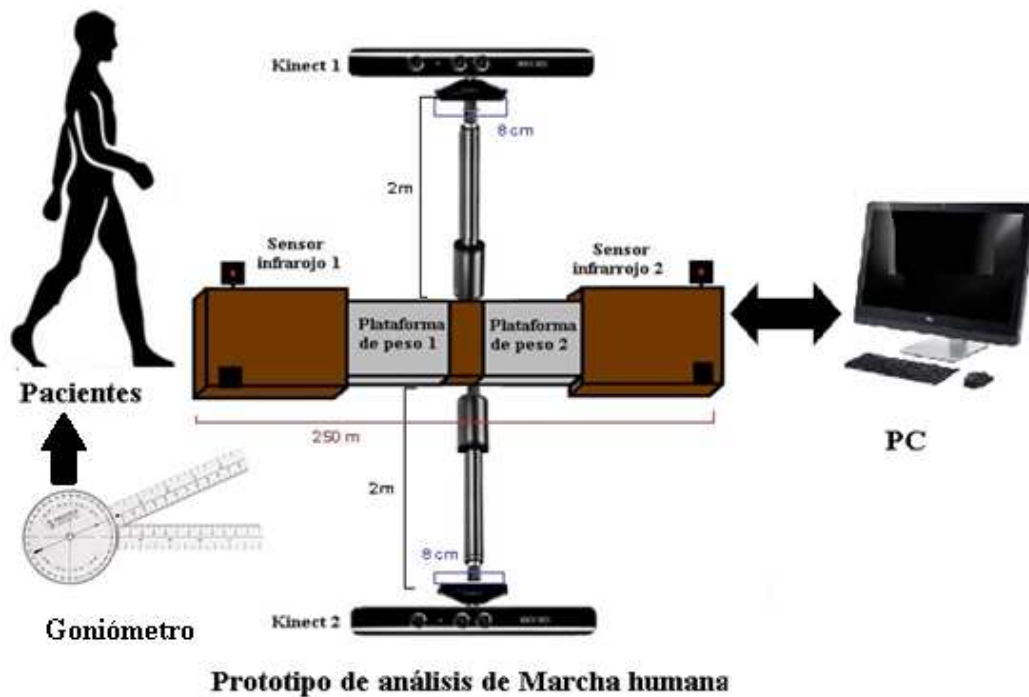 Kinect 1
8 cm
2m
Sensor
infrarojo 1
Sensor
infrarrojo 2
Plataforma
de peso 1
Plataforma
de peso 2
Pacientes
250 m
PC
2m
8 cm
Goniómetro
Kinect 2
Prototipo de análisis de Marcha humana